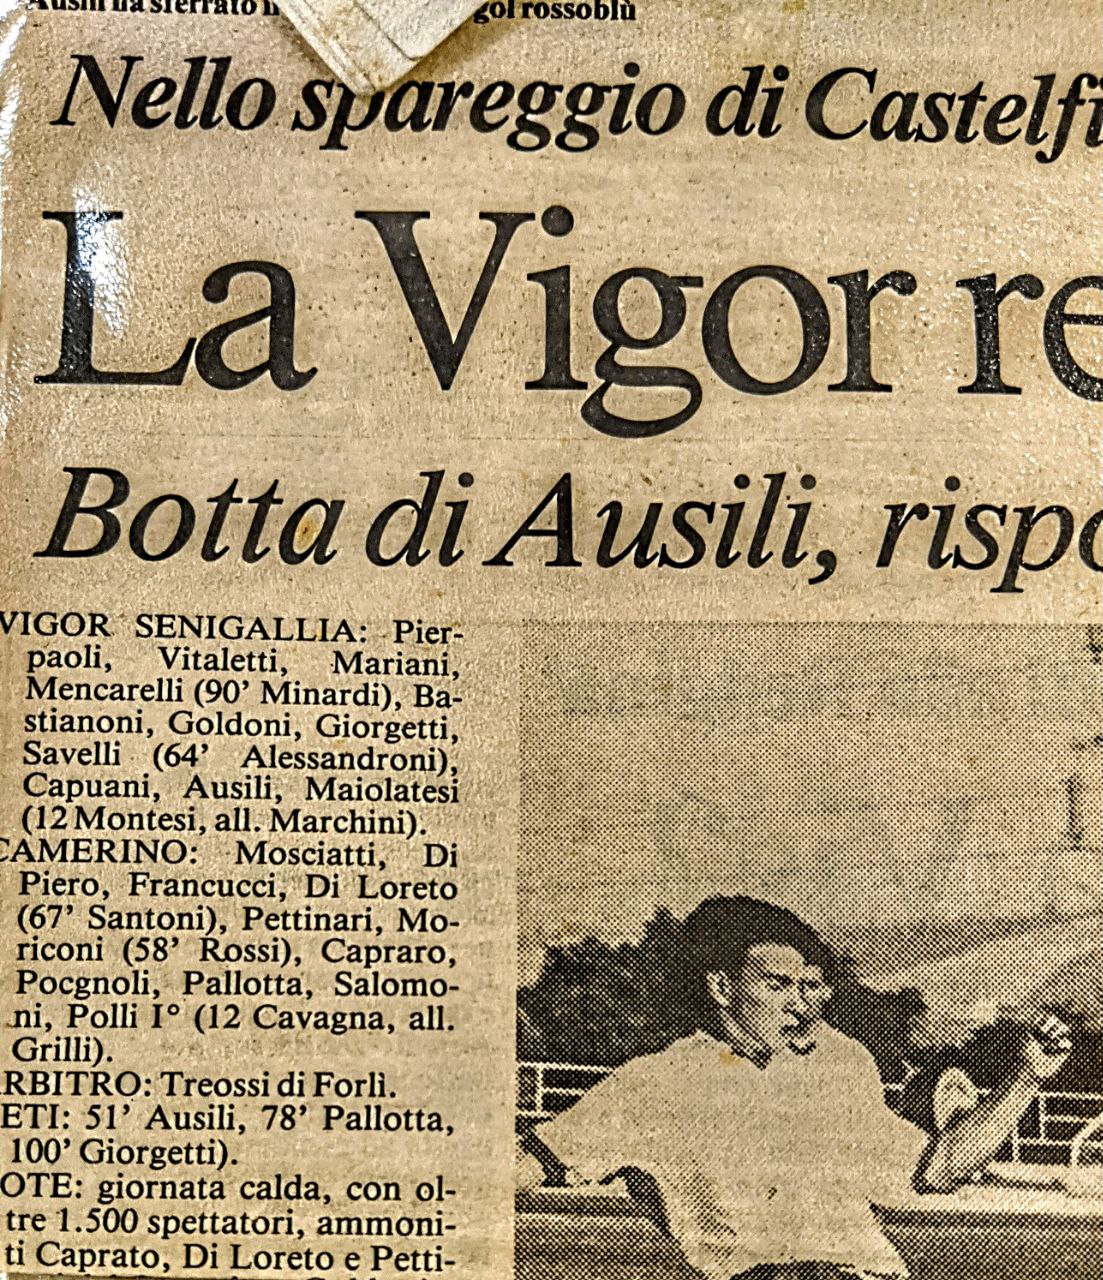 Ausili ha sferrato gol rossoblù
Nello spareggio di Castelfi
La Vigor re
Botta di Ausili, rispo
VIGOR SENIGALLIA: Pier-
paoli, Vitaletti, Mariani,
Mencarelli (90' Minardi), Ba-
stianoni, Goldoni, Giorgetti,
Savelli (64' Alessandroni),
Capuani, Ausili, Maiolatesi
(12 Montesi, all. Marchini).
CAMERINO: Mosciatti, Di
Piero, Francucci, Di Loreto
(67' Santoni), Pettinari, Mo-
riconi (58' Rossi), Capraro,
Pocgnoli, Pallotta, Salomo-
ni, Polli I° (12 Cavagna, all.
Grilli).
RBITRO: Treossi di Forlì.
ETI: 51' Ausili, 78' Pallotta,
100' Giorgetti).
OTE: giornata calda, con ol-
tre 1.500 spettatori, ammoni-
ti Caprato, Di Loreto e Petti-